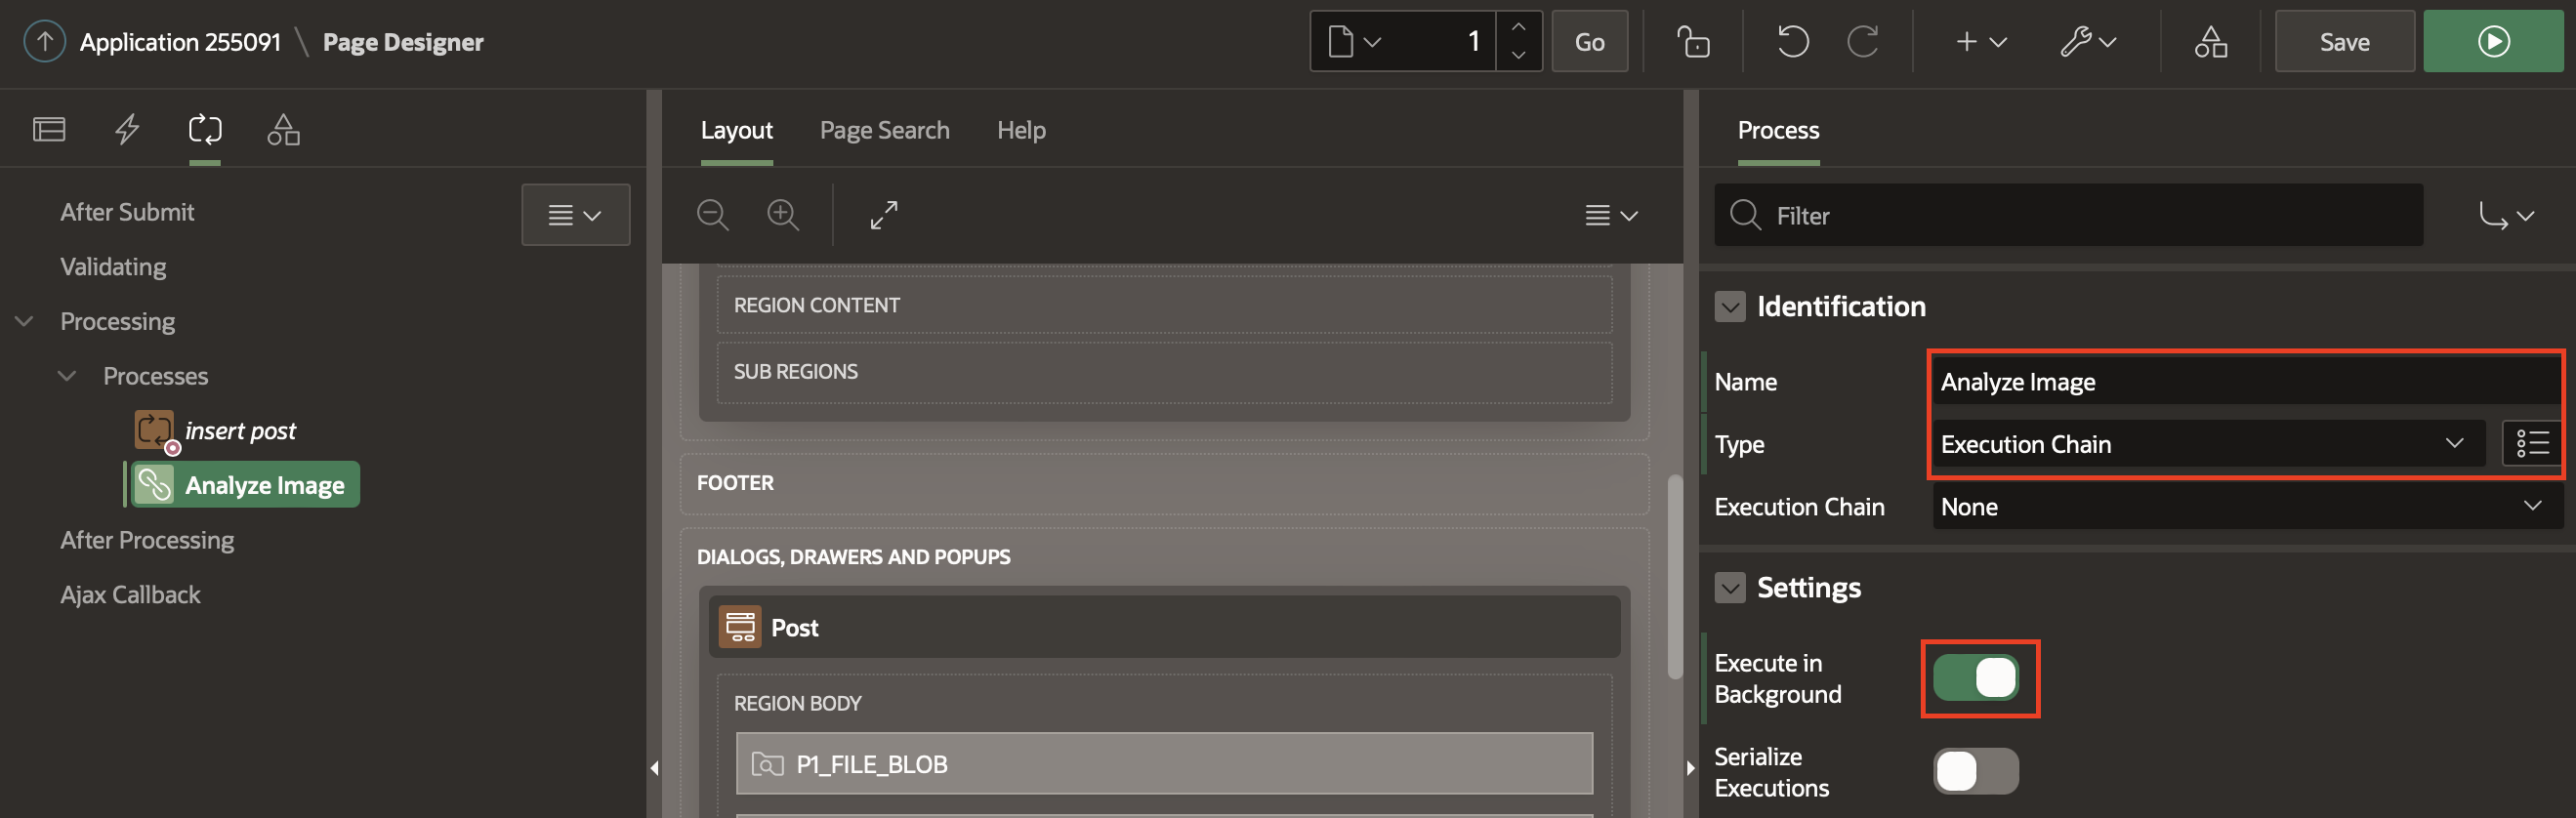 Application 255091 \ Page Designer
1
Go
Save
Layout
Page Search
Help
Process
After Submit
Validating
Processing
Processes
insert post
Analyze Image
After Processing
Ajax Callback
REGION CONTENT
SUB REGIONS
FOOTER
DIALOGS, DRAWERS AND POPUPS
Post
REGION BODY
P1_FILE_BLOB
Filter
Identification
Name
Analyze Image
Type
Execution Chain
Execution Chain
None
Settings
Execute in
Background
Serialize
Executions